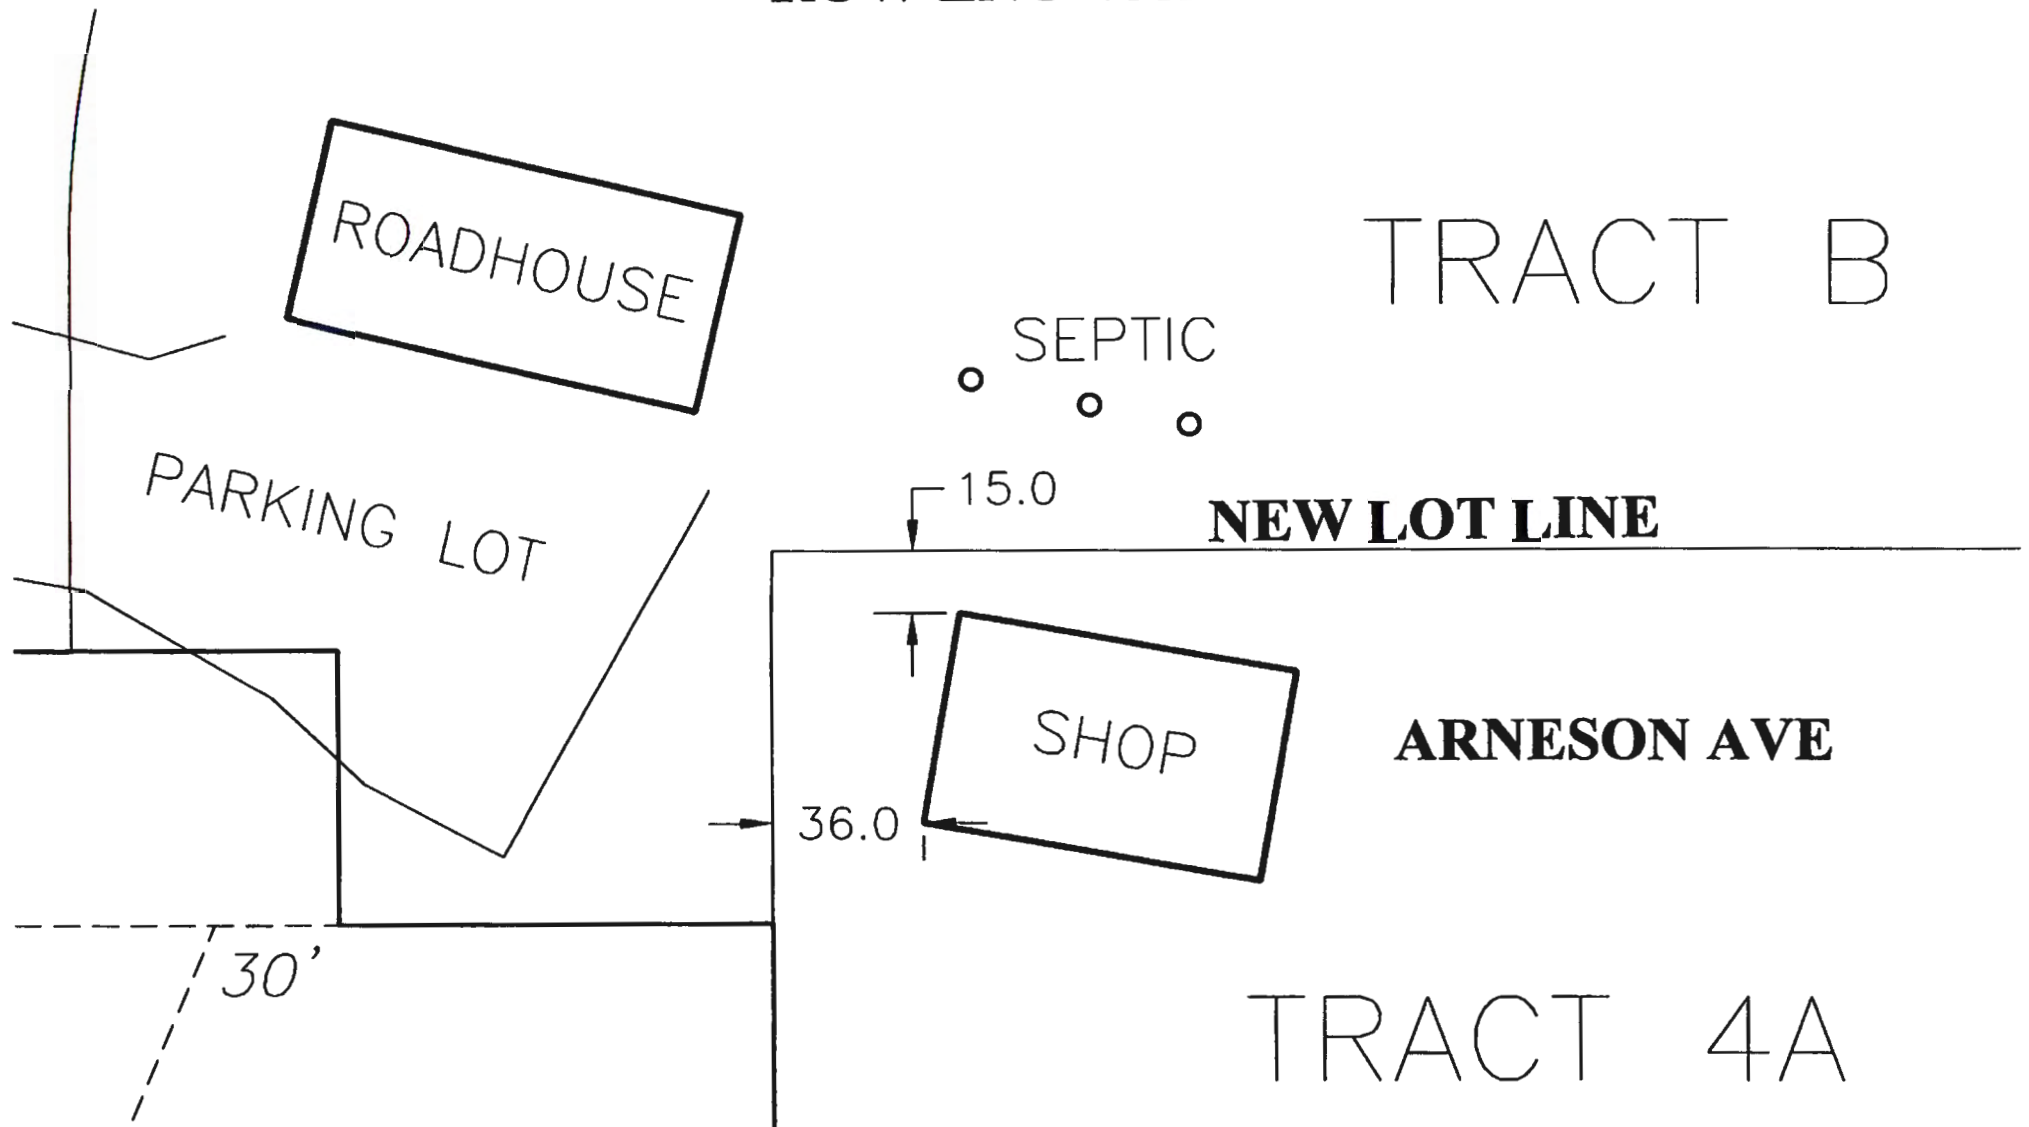 ROADHOUSE
TRACT B
SEPTIC
PARKING LOT
15.0
NEW LOT LINE
SHOP
ARNESON AVE
36.0
30’
TRACT 4A